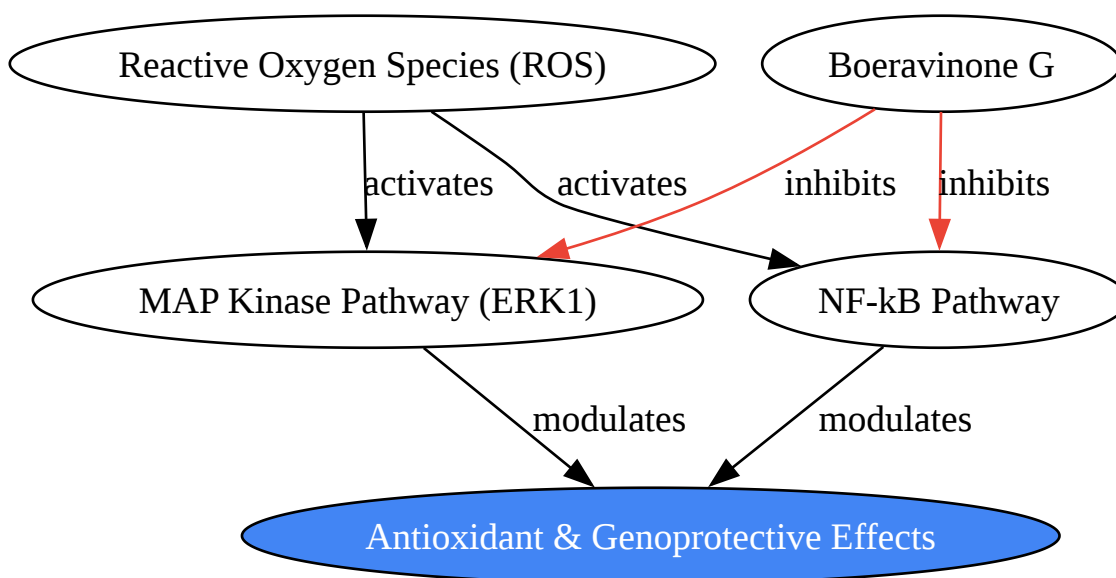 Reactive Oxygen Species (ROS)
Boeravinone G
activates
activates
inhibits
inhibits
MAP Kinase Pathway (ERK1)
NF-kB Pathway
modulates
modulates
Antioxidant & Genoprotective Effects